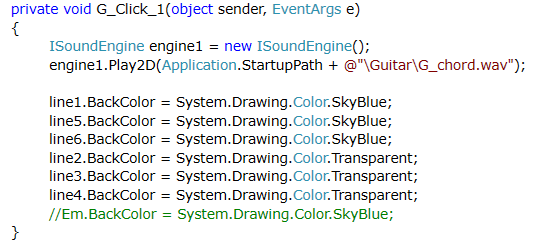 private void G_Click_1(object sender, EventArgs e)
{
ISoundEngine engine1 = new ISoundEngine();
engine1.Play2D(Application.StartupPath + @"\Guitar\G_chord.wav");
line1.BackColor = System.Drawing.Color.SkyBlue;
line5.BackColor = System.Drawing.Color.SkyBlue;
line6.BackColor = System.Drawing.Color.SkyBlue;
line2.BackColor = System.Drawing.Color.Transparent;
line3.BackColor = System.Drawing.Color.Transparent;
line4.BackColor = System.Drawing.Color.Transparent;
//Em.BackColor = System.Drawing.Color.SkyBlue;
}